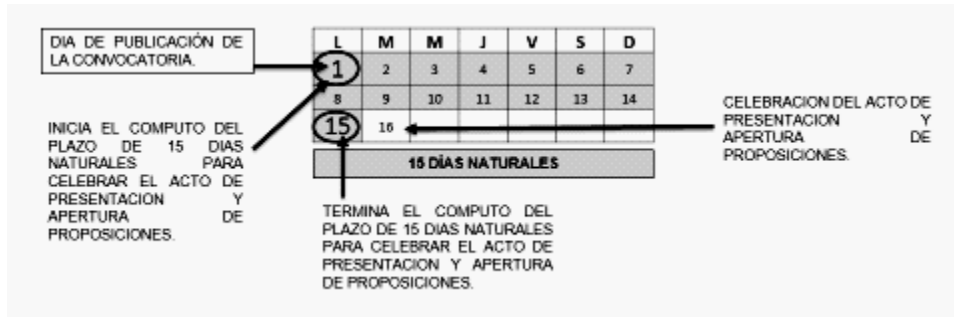 DIA DE PUBLICACIÓN DE
LA CONVOCATORIA.
L M M J V S D
1 2 3 4 5 6 7
8 9 10 11 12 13 14
15 16
15 DÍAS NATURALES
INICIA EL COMPUTO DEL
PLAZO DE 15 DIAS
NATURALES PARA
CELEBRAR EL ACTO DE
PRESENTACION Y
APERTURA DE
PROPOSICIONES.
TERMINA EL COMPUTO DEL
PLAZO DE 15 DIAS NATURALES
PARA CELEBRAR EL ACTO DE
PRESENTACION Y APERTURA
DE PROPOSICIONES.
CELEBRACION DEL ACTO DE
PRESENTACION Y
APERTURA DE
PROPOSICIONES.